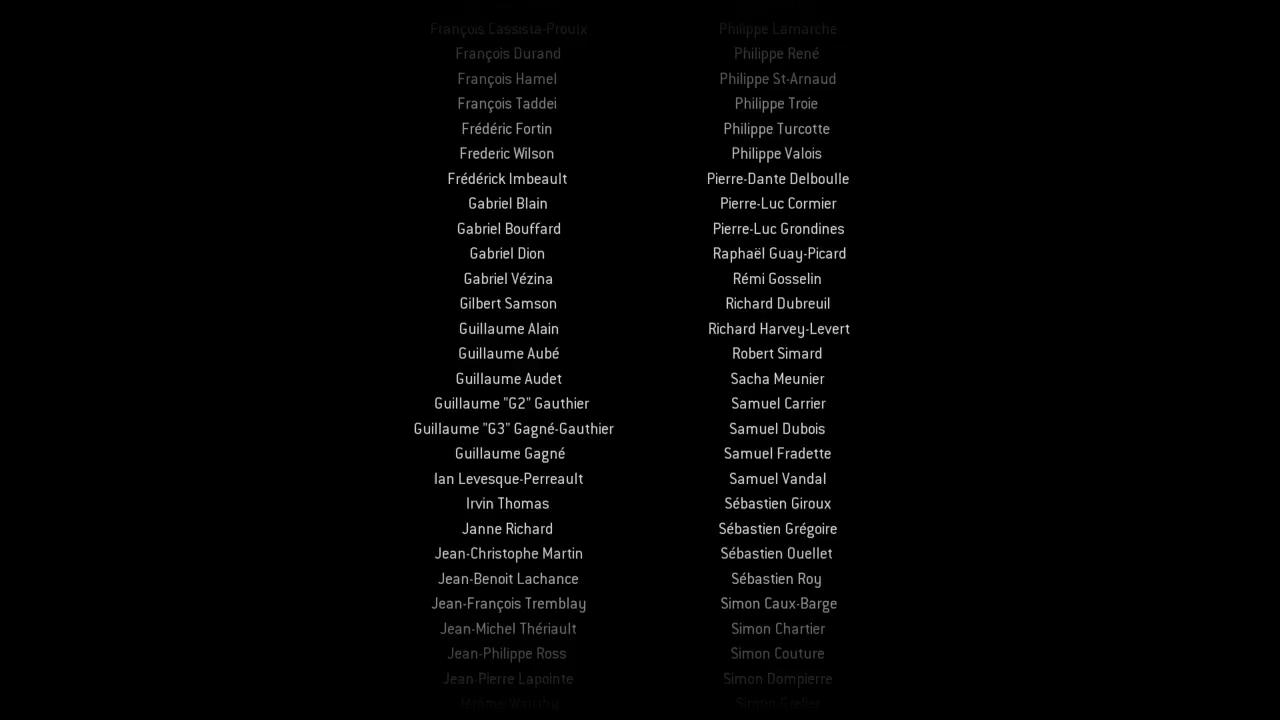 François Cassista-Proulx
François Durand
François Hamel
François Taddei
Frédéric Fortin
Frederic Wilson
Frédérick Imbeault
Gabriel Blain
Gabriel Bouffard
Gabriel Dion
Gabriel Vézina
Gilbert Samson
Guillaume Alain
Guillaume Aubé
Guillaume Audet
Guillaume "G2" Gauthier
Guillaume "G3" Gagné-Gauthier
Guillaume Gagné
Ian Levesque-Perreault
Irvin Thomas
Janne Richard
Jean-Christophe Martin
Jean-Benoit Lachance
Jean-François Tremblay
Jean-Michel Thériault
Jean-Philippe Ross
Jean-Pierre Lapointe
Jérôme
Philippe Lamarche
Philippe René
Philippe St-Arnaud
Philippe Troie
Philippe Turcotte
Philippe Valois
Pierre-Dante Delboulle
Pierre-Luc Cormier
Pierre-Luc Grondines
Raphaël Guay-Picard
Rémi Gosselin
Richard Dubreuil
Richard Harvey-Levert
Robert Simard
Sacha Meunier
Samuel Carrier
Samuel Dubois
Samuel Fradette
Samuel Vandal
Sébastien Giroux
Sébastien Grégoire
Sébastien Ouellet
Sébastien Roy
Simon Caux-Barge
Simon Chartier
Simon Couture
Simon Dompierre
Simon